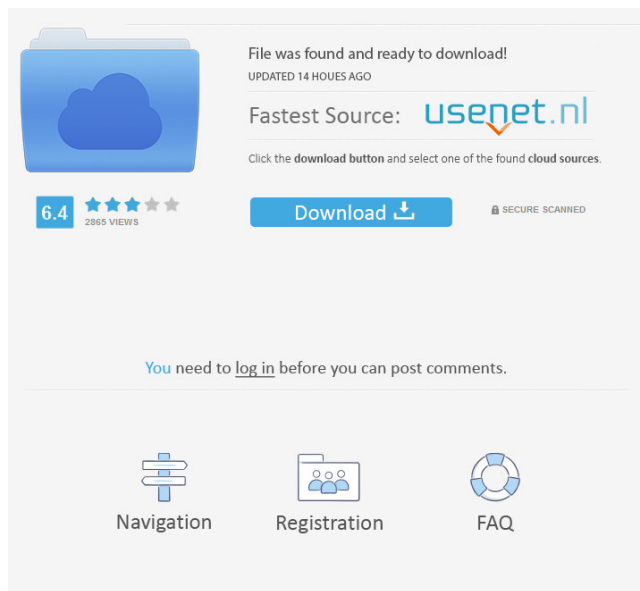 File was found and ready to download!
UPDATED 14 HOUES AGO
Fastest Source: usenet.nl
Click the download button and select one of the found cloud sources.
6.4
2865 VIEWS
Download
SECURE SCANNED
You need to log in before you can post comments.
Navigation
Registration
FAQ